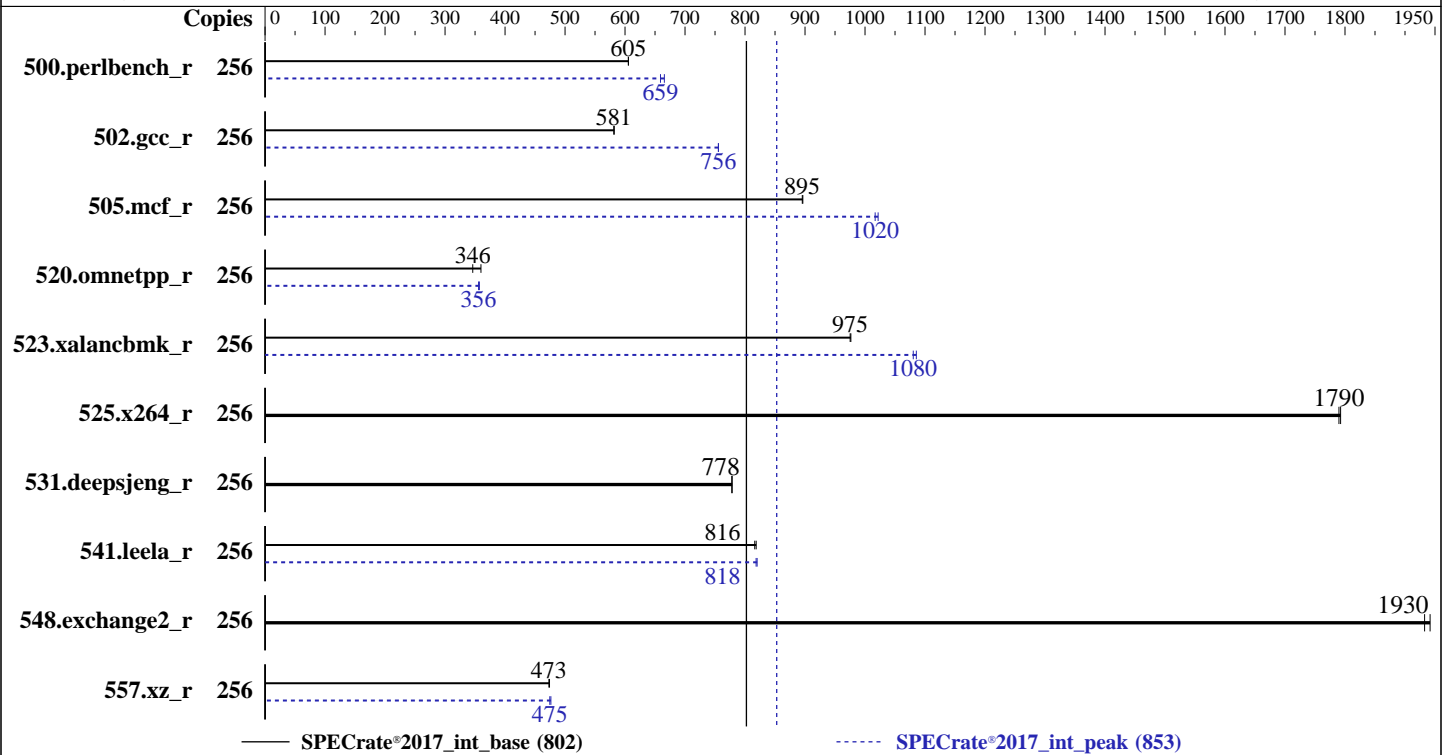 Copies 0 100 200 300 400 500 600 700 800 900 1000 1100 1200 1300 1400 1500 1600 1700 1800 1950
605
500.perlbench_r 256
659
581
502.gcc_r 256
756
895
505.mcf_r 256
1020
346
520.omnetpp_r 256
356
975
523.xalancbmk_r 256
1080
1790
525.x264_r 256
778
531.deepsjeng_r 256
816
541.leela_r 256
818
1930
548.exchange2_r 256
473
557.xz_r 256
475
SPECrate®2017_int_base (802) SPECrate®2017_int_peak (853)